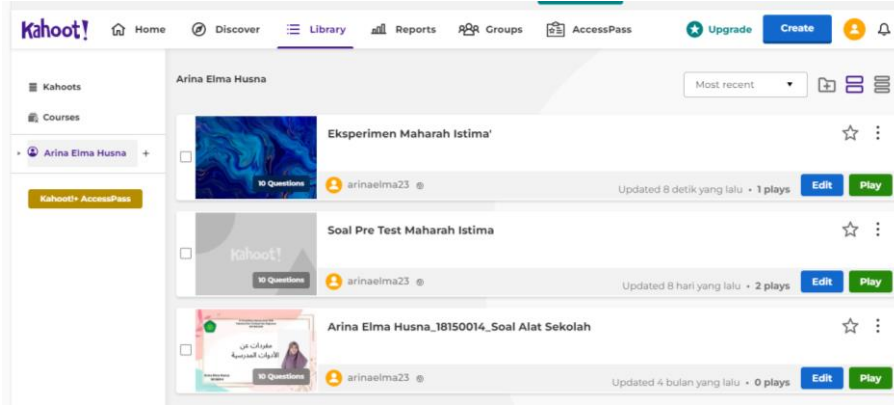 Kahoot!
Home
Discover
Library
Reports
Groups
AccessPass
Upgrade
Create
Kahoots
Courses
Arina Elma Husna
Kahoot!+ AccessPass
Arina Elma Husna
Most recent
Eksperimen Maharah Istima'
10 Questions
arinaelma23
Updated 8 detik yang lalu • 1 plays
Edit
Play
Soal Pre Test Maharah Istima
Kahoot!
10 Questions
arinaelma23
Updated 8 hari yang lalu • 2 plays
Edit
Play
Arina Elma Husna_18150014_Soal Alat Sekolah
مفردات عن
الأدوات المدرسية
10 Questions
arinaelma23
Updated 4 bulan yang lalu • 0 plays
Edit
Play